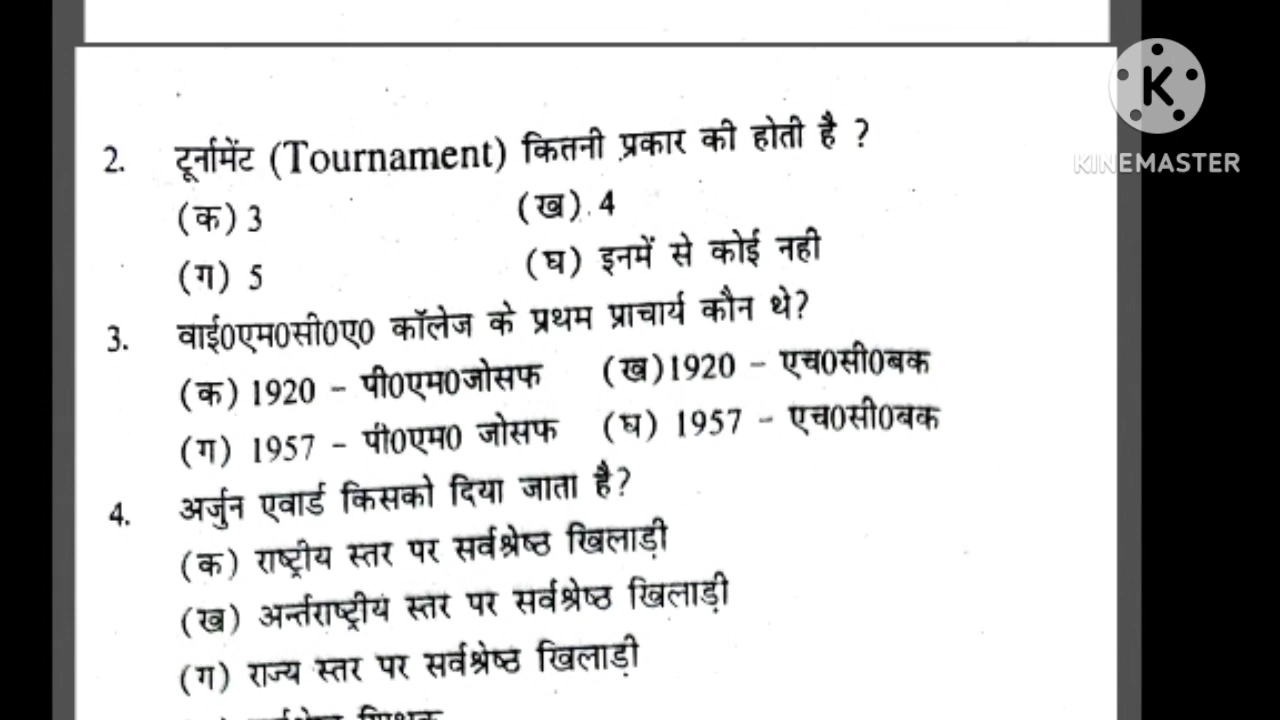 2. टूर्नामेंट (Tournament) कितनी प्रकार की होती है ?
(क) 3 (ख) 4
(ग) 5 (घ) इनमें से कोई नही
3. वाई0एम0सी0ए0 कॉलेज के प्रथम प्राचार्य कौन थे?
(क) 1920 - पी0एम0जोसफ (ख)1920 - एच0सी0बक
(ग) 1957 - पी0एम0 जोसफ (घ) 1957 - एच0सी0बक
4. अर्जुन एवार्ड किसको दिया जाता है?
(क) राष्ट्रीय स्तर पर सर्वश्रेष्ठ खिलाड़ी
(ख) अर्न्तराष्ट्रीय स्तर पर सर्वश्रेष्ठ खिलाड़ी
(ग) राज्य स्तर पर सर्वश्रेष्ठ खिलाड़ी
K
KINEMASTER